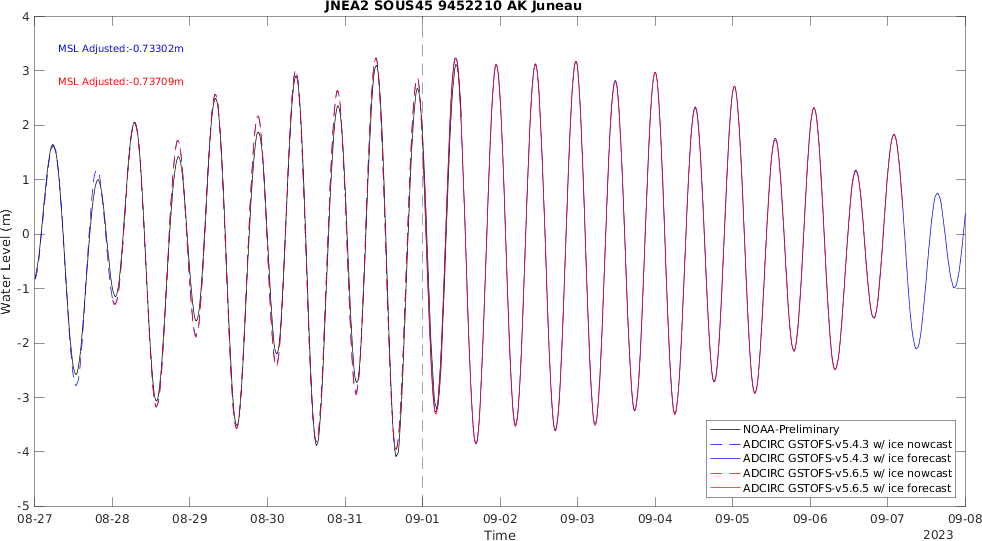 JNEA2 SOUS45 9452210 AK Juneau
MSL Adjusted:-0.73302m
MSL Adjusted:-0.73709m
Water Level (m)
4
3
2
1
0
-1
-2
-3
-4
-5
NOAA-Preliminary
ADCIRC GSTOFS-v5.4.3 w/ ice nowcast
ADCIRC GSTOFS-v5.4.3 w/ ice forecast
ADCIRC GSTOFS-v5.6.5 w/ ice nowcast
ADCIRC GSTOFS-v5.6.5 w/ ice forecast
08-27 08-28 08-29 08-30 08-31 09-01 09-02 09-03 09-04 09-05 09-06 09-07 09-08
Time
2023